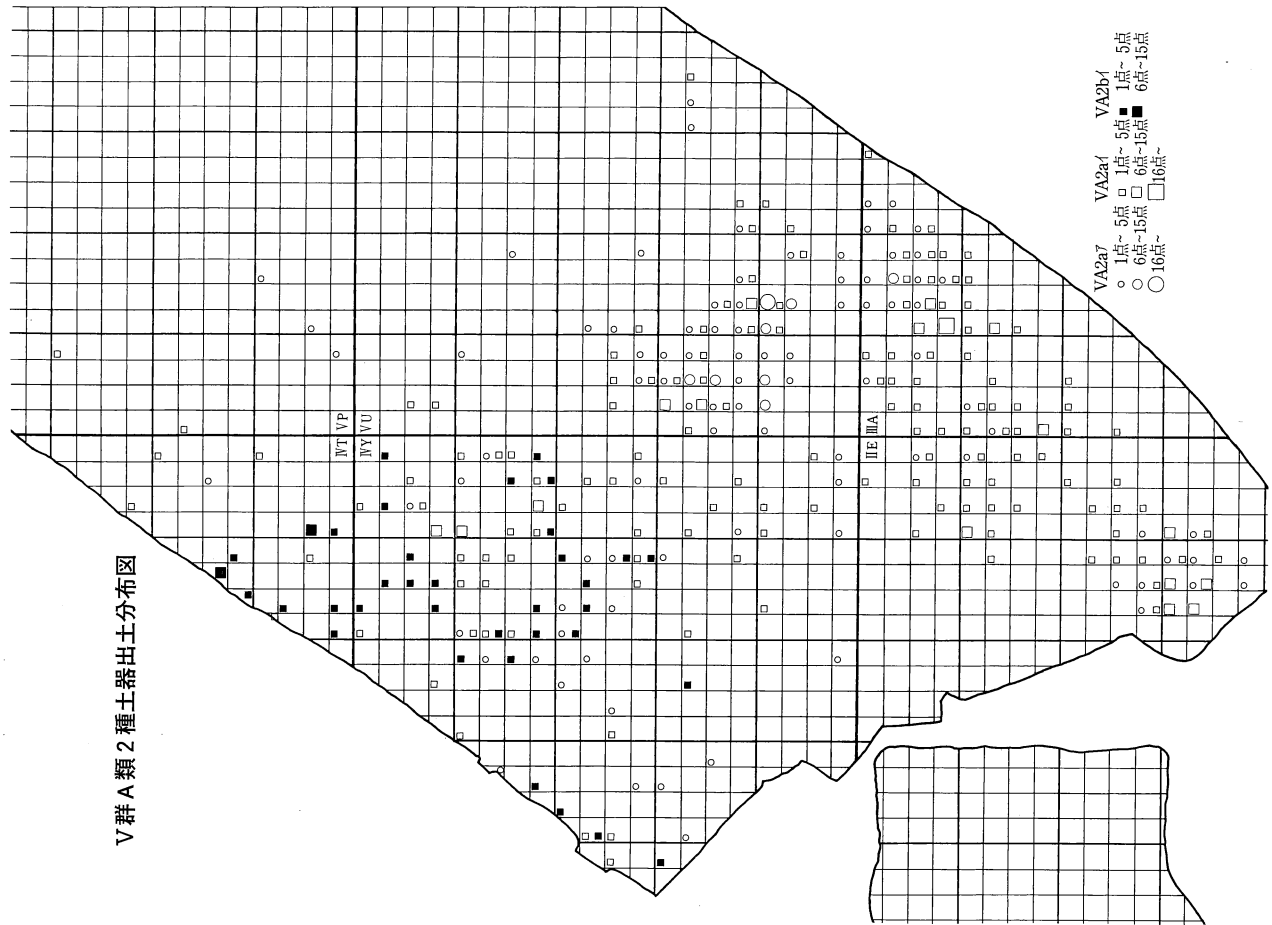 V群A類2種土器出土分布図
VA2aア
1点~5点
6点~15点
16点~
VA2aイ
1点~5点
6点~15点
16点~
VA2bイ
1点~5点
6点~15点
ⅣT ⅤP
ⅣY ⅤU
ⅢE ⅢA